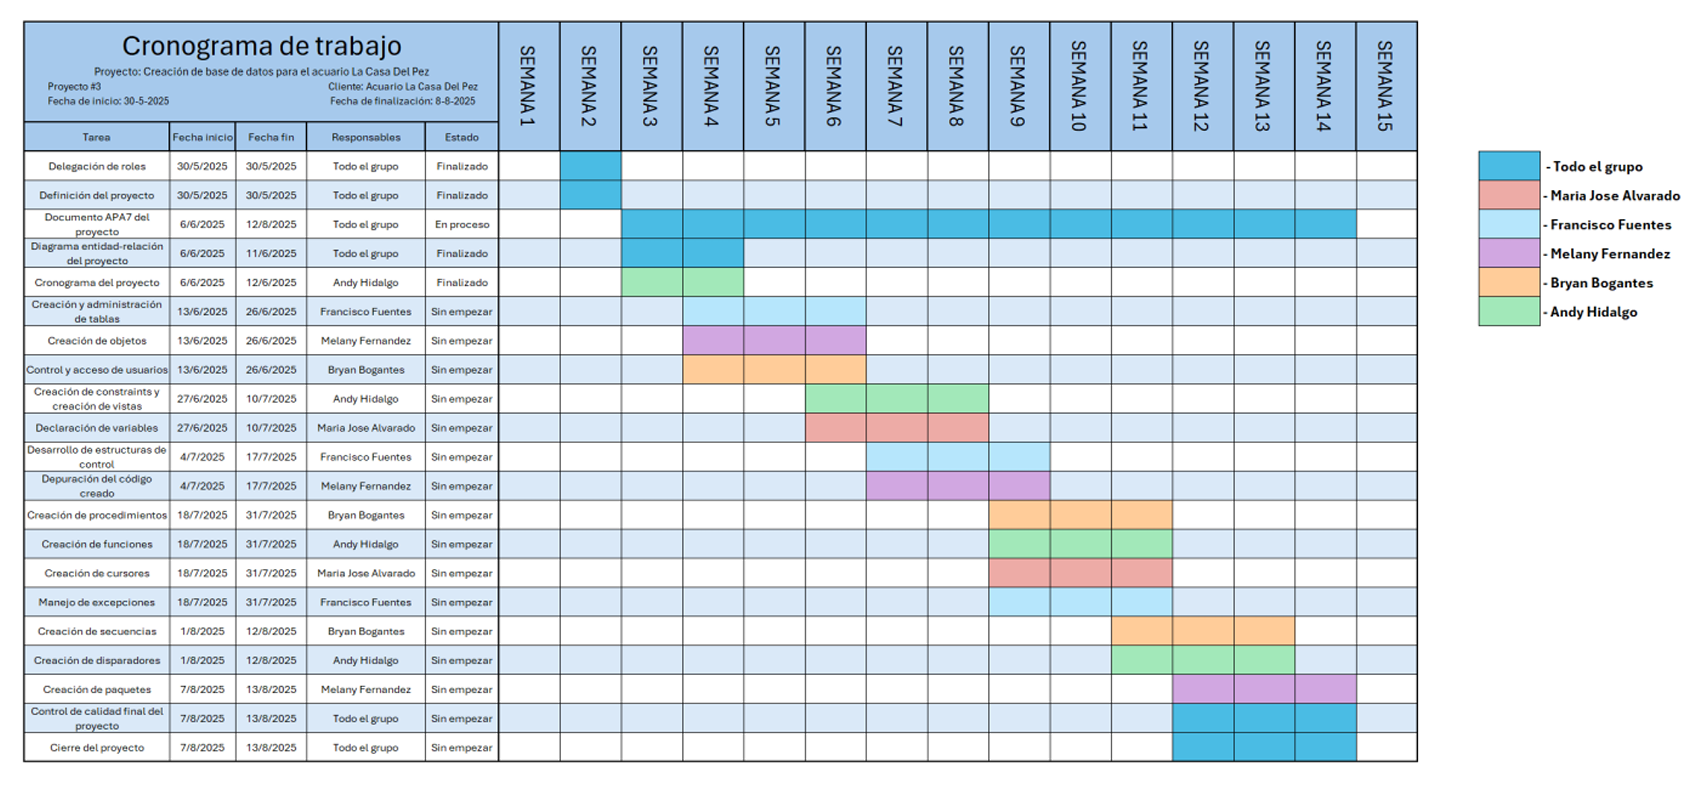 Cronograma de trabajo
Proyecto: Creación de base de datos para el acuario La Casa Del Pez
Proyecto #3 Cliente: Acuario La Casa Del Pez
Fecha de inicio: 30-5-2025 Fecha de finalización: 8-8-2025
SEMANA 1
SEMANA 2
SEMANA 3
SEMANA 4
SEMANA 5
SEMANA 6
SEMANA 7
SEMANA 8
SEMANA 9
SEMANA 10
SEMANA 11
SEMANA 12
SEMANA 13
SEMANA 14
SEMANA 15
Tarea Fecha inicio Fecha fin Responsables Estado
Delegación de roles 30/5/2025 30/5/2025 Todo el grupo Finalizado
Definición del proyecto 30/5/2025 30/5/2025 Todo el grupo Finalizado
Documento APA7 del
proyecto 6/6/2025 12/8/2025 Todo el grupo En proceso
Diagrama entidad-relación
del proyecto 6/6/2025 11/6/2025 Todo el grupo Finalizado
Cronograma del proyecto 6/6/2025 12/6/2025 Andy Hidalgo Finalizado
Creación y administración
de tablas 13/6/2025 26/6/2025 Francisco Fuentes Sin empezar
Creación de objetos 13/6/2025 26/6/2025 Melany Fernandez Sin empezar
Control y acceso de usuarios 13/6/2025 26/6/2025 Bryan Bogantes Sin empezar
Creación de constraints y
creación de vistas 27/6/2025 10/7/2025 Andy Hidalgo Sin empezar
Declaración de variables 27/6/2025 10/7/2025 Maria Jose Alvarado Sin empezar
Desarrollo de estructuras de
control 4/7/2025 17/7/2025 Francisco Fuentes Sin empezar
Depuración del código
creado 4/7/2025 17/7/2025 Melany Fernandez Sin empezar
Creación de procedimientos 18/7/2025 31/7/2025 Bryan Bogantes Sin empezar
Creación de funciones 18/7/2025 31/7/2025 Andy Hidalgo Sin empezar
Creación de cursores 18/7/2025 31/7/2025 Maria Jose Alvarado Sin empezar
Manejo de excepciones 18/7/2025 31/7/2025 Francisco Fuentes Sin empezar
Creación de secuencias 1/8/2025 12/8/2025 Bryan Bogantes Sin empezar
Creación de disparadores 1/8/2025 12/8/2025 Andy Hidalgo Sin empezar
Creación de paquetes 7/8/2025 13/8/2025 Melany Fernandez Sin empezar
Control de calidad final del
proyecto 7/8/2025 13/8/2025 Todo el grupo Sin empezar
Cierre del proyecto 7/8/2025 13/8/2025 Todo el grupo Sin empezar
- Todo el grupo
- Maria Jose Alvarado
- Francisco Fuentes
- Melany Fernandez
- Bryan Bogantes
- Andy Hidalgo